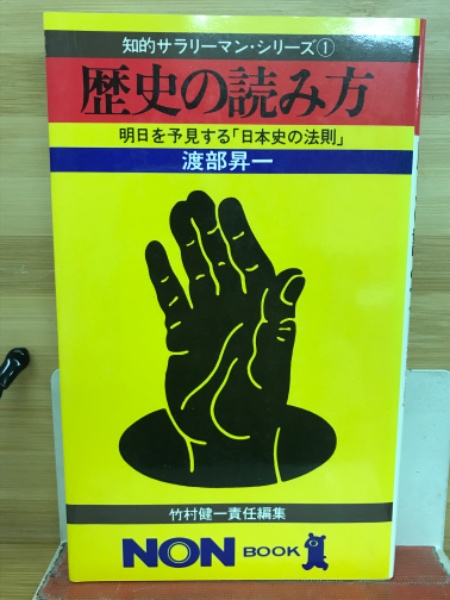 知的サラリーマン・シリーズ①
歴史の読み方
明日を予見する「日本史の法則」
渡部昇一
竹村健一責任編集
NON BOOK